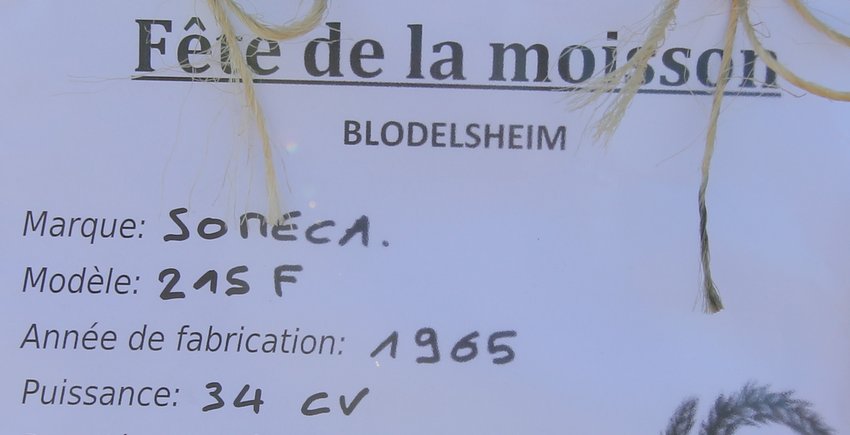 Fête de la moisson
BLODELSHEIM
Marque: SOMECA.
Modèle: 215 F
Année de fabrication: 1965
Puissance: 34 CV